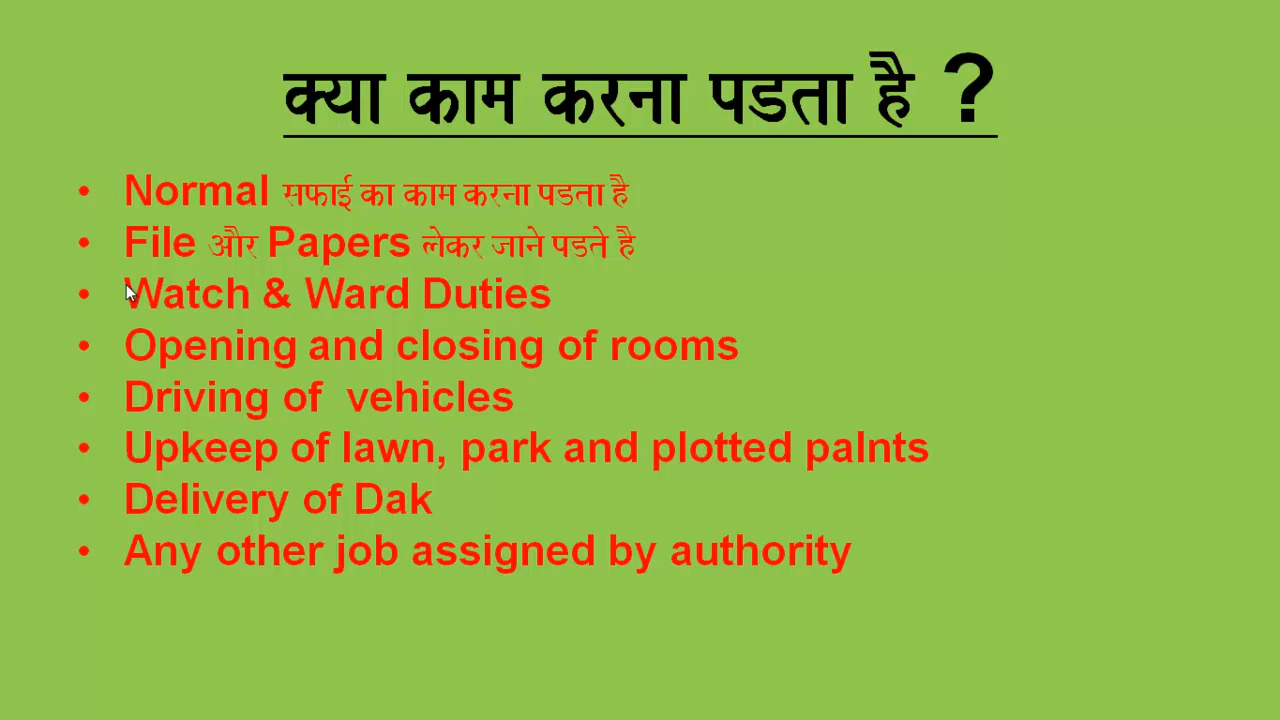 क्या काम करना पडता है ?
• Normal सफाई का काम करना पडता है
• File और Papers लेकर जाने पडते है
• Watch & Ward Duties
• Opening and closing of rooms
• Driving of vehicles
• Upkeep of lawn, park and plotted palnts
• Delivery of Dak
• Any other job assigned by authority